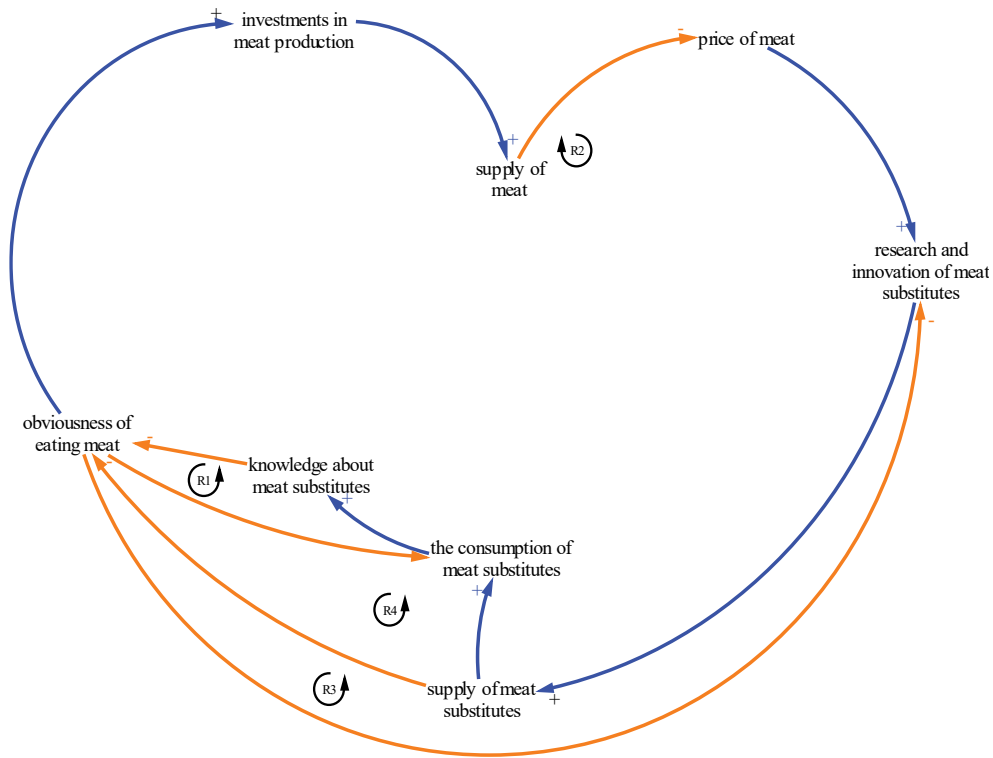 +
investments in
meat production
-
price of meat
+
supply of
meat
R2
+
research and
innovation of meat
substitutes
-
obviousness of
eating meat
-
-
knowledge about
meat substitutes
R1
+
the consumption of
meat substitutes
+
R4
R3
supply of meat
substitutes
+